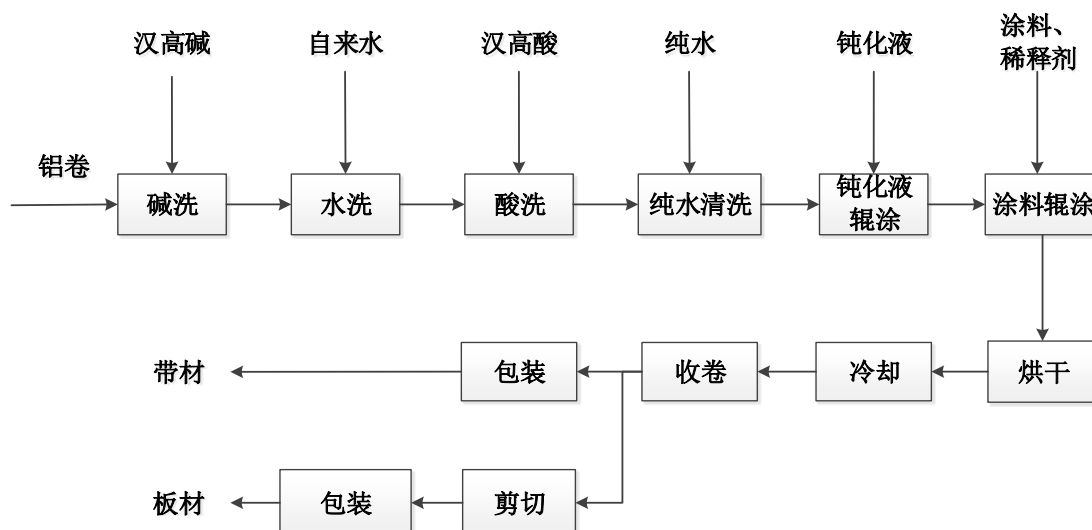 汉高碱
自来水
汉高酸
纯水
钝化液
涂料、
稀释剂
铝卷
碱洗
水洗
酸洗
纯水清洗
钝化液
辊涂
涂料辊涂
带材
包装
收卷
冷却
烘干
板材
包装
剪切